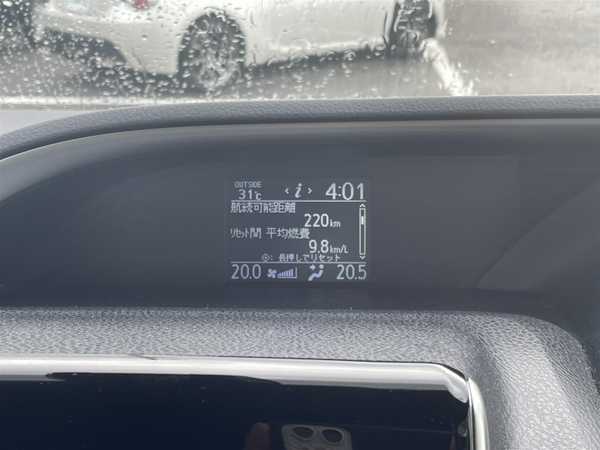 OUTSIDE
31℃ ‹ i › 4:01
航続可能距離
220km
リセット間 平均燃費
9.8km/L
: 長押しでリセット
20.0 20.5